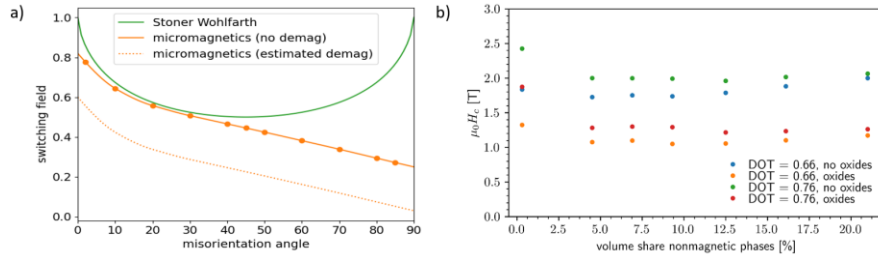 a)
Stoner Wohlfarth
micromagnetics (no demag)
micromagnetics (estimated demag)
switching field
1.0
0.8
0.6
0.4
0.2
0.0
0 10 20 30 40 50 60 70 80 90
misorientation angle
b)
μ₀H꜀ [T]
3.0
2.5
2.0
1.5
1.0
0.5
0.0
DOT = 0.66, no oxides
DOT = 0.66, oxides
DOT = 0.76, no oxides
DOT = 0.76, oxides
0.0 2.5 5.0 7.5 10.0 12.5 15.0 17.5 20.0
volume share nonmagnetic phases [%]